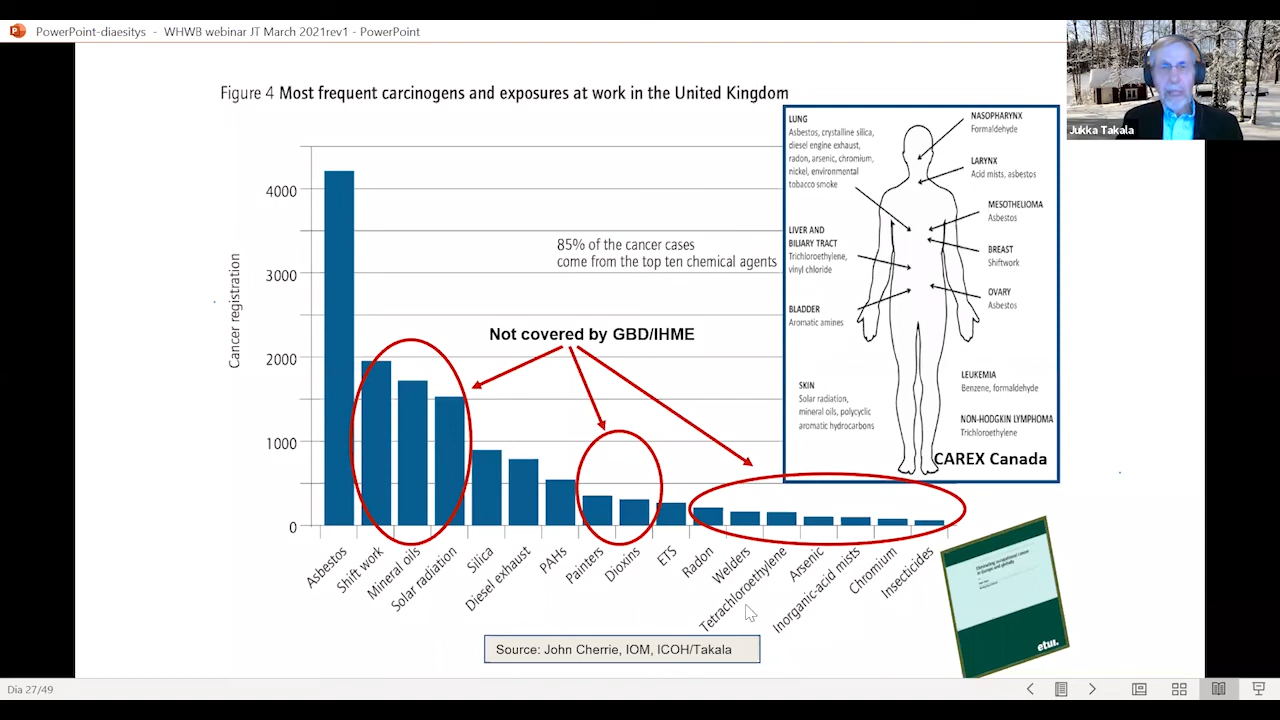 PowerPoint-diaesitys - WHWB webinar JT March 2021rev1 - PowerPoint
Jukka Takala
Figure 4 Most frequent carcinogens and exposures at work in the United Kingdom
Cancer registration
4000
3000
2000
1000
0
85% of the cancer cases
come from the top ten chemical agents
Not covered by GBD/IHME
Asbestos
Shift work
Mineral oils
Solar radiation
Silica
Diesel exhaust
PAHs
Painters
Dioxins
ETS
Radon
Welders
Tetrachloroethylene
Arsenic
Inorganic-acid mists
Chromium
Insecticides
LUNG
Asbestos, crystalline silica,
diesel engine exhaust,
radon, arsenic, chromium,
nickel, environmental
tobacco smoke
LIVER AND
BILIARY TRACT
Trichloroethylene,
vinyl chloride
BLADDER
Aromatic amines
SKIN
Solar radiation,
mineral oils, polycyclic
aromatic hydrocarbons
NASOPHARYNX
Formaldehyde
LARYNX
Acid mists, asbestos
MESOTHELIOMA
Asbestos
BREAST
Shiftwork
OVARY
Asbestos
LEUKEMIA
Benzene, formaldehyde
NON-HODGKIN LYMPHOMA
Trichloroethylene
CAREX Canada
Eliminating occupational cancer
in Europe and globally
etui.
Source: John Cherrie, IOM, ICOH/Takala
Dia 27/49